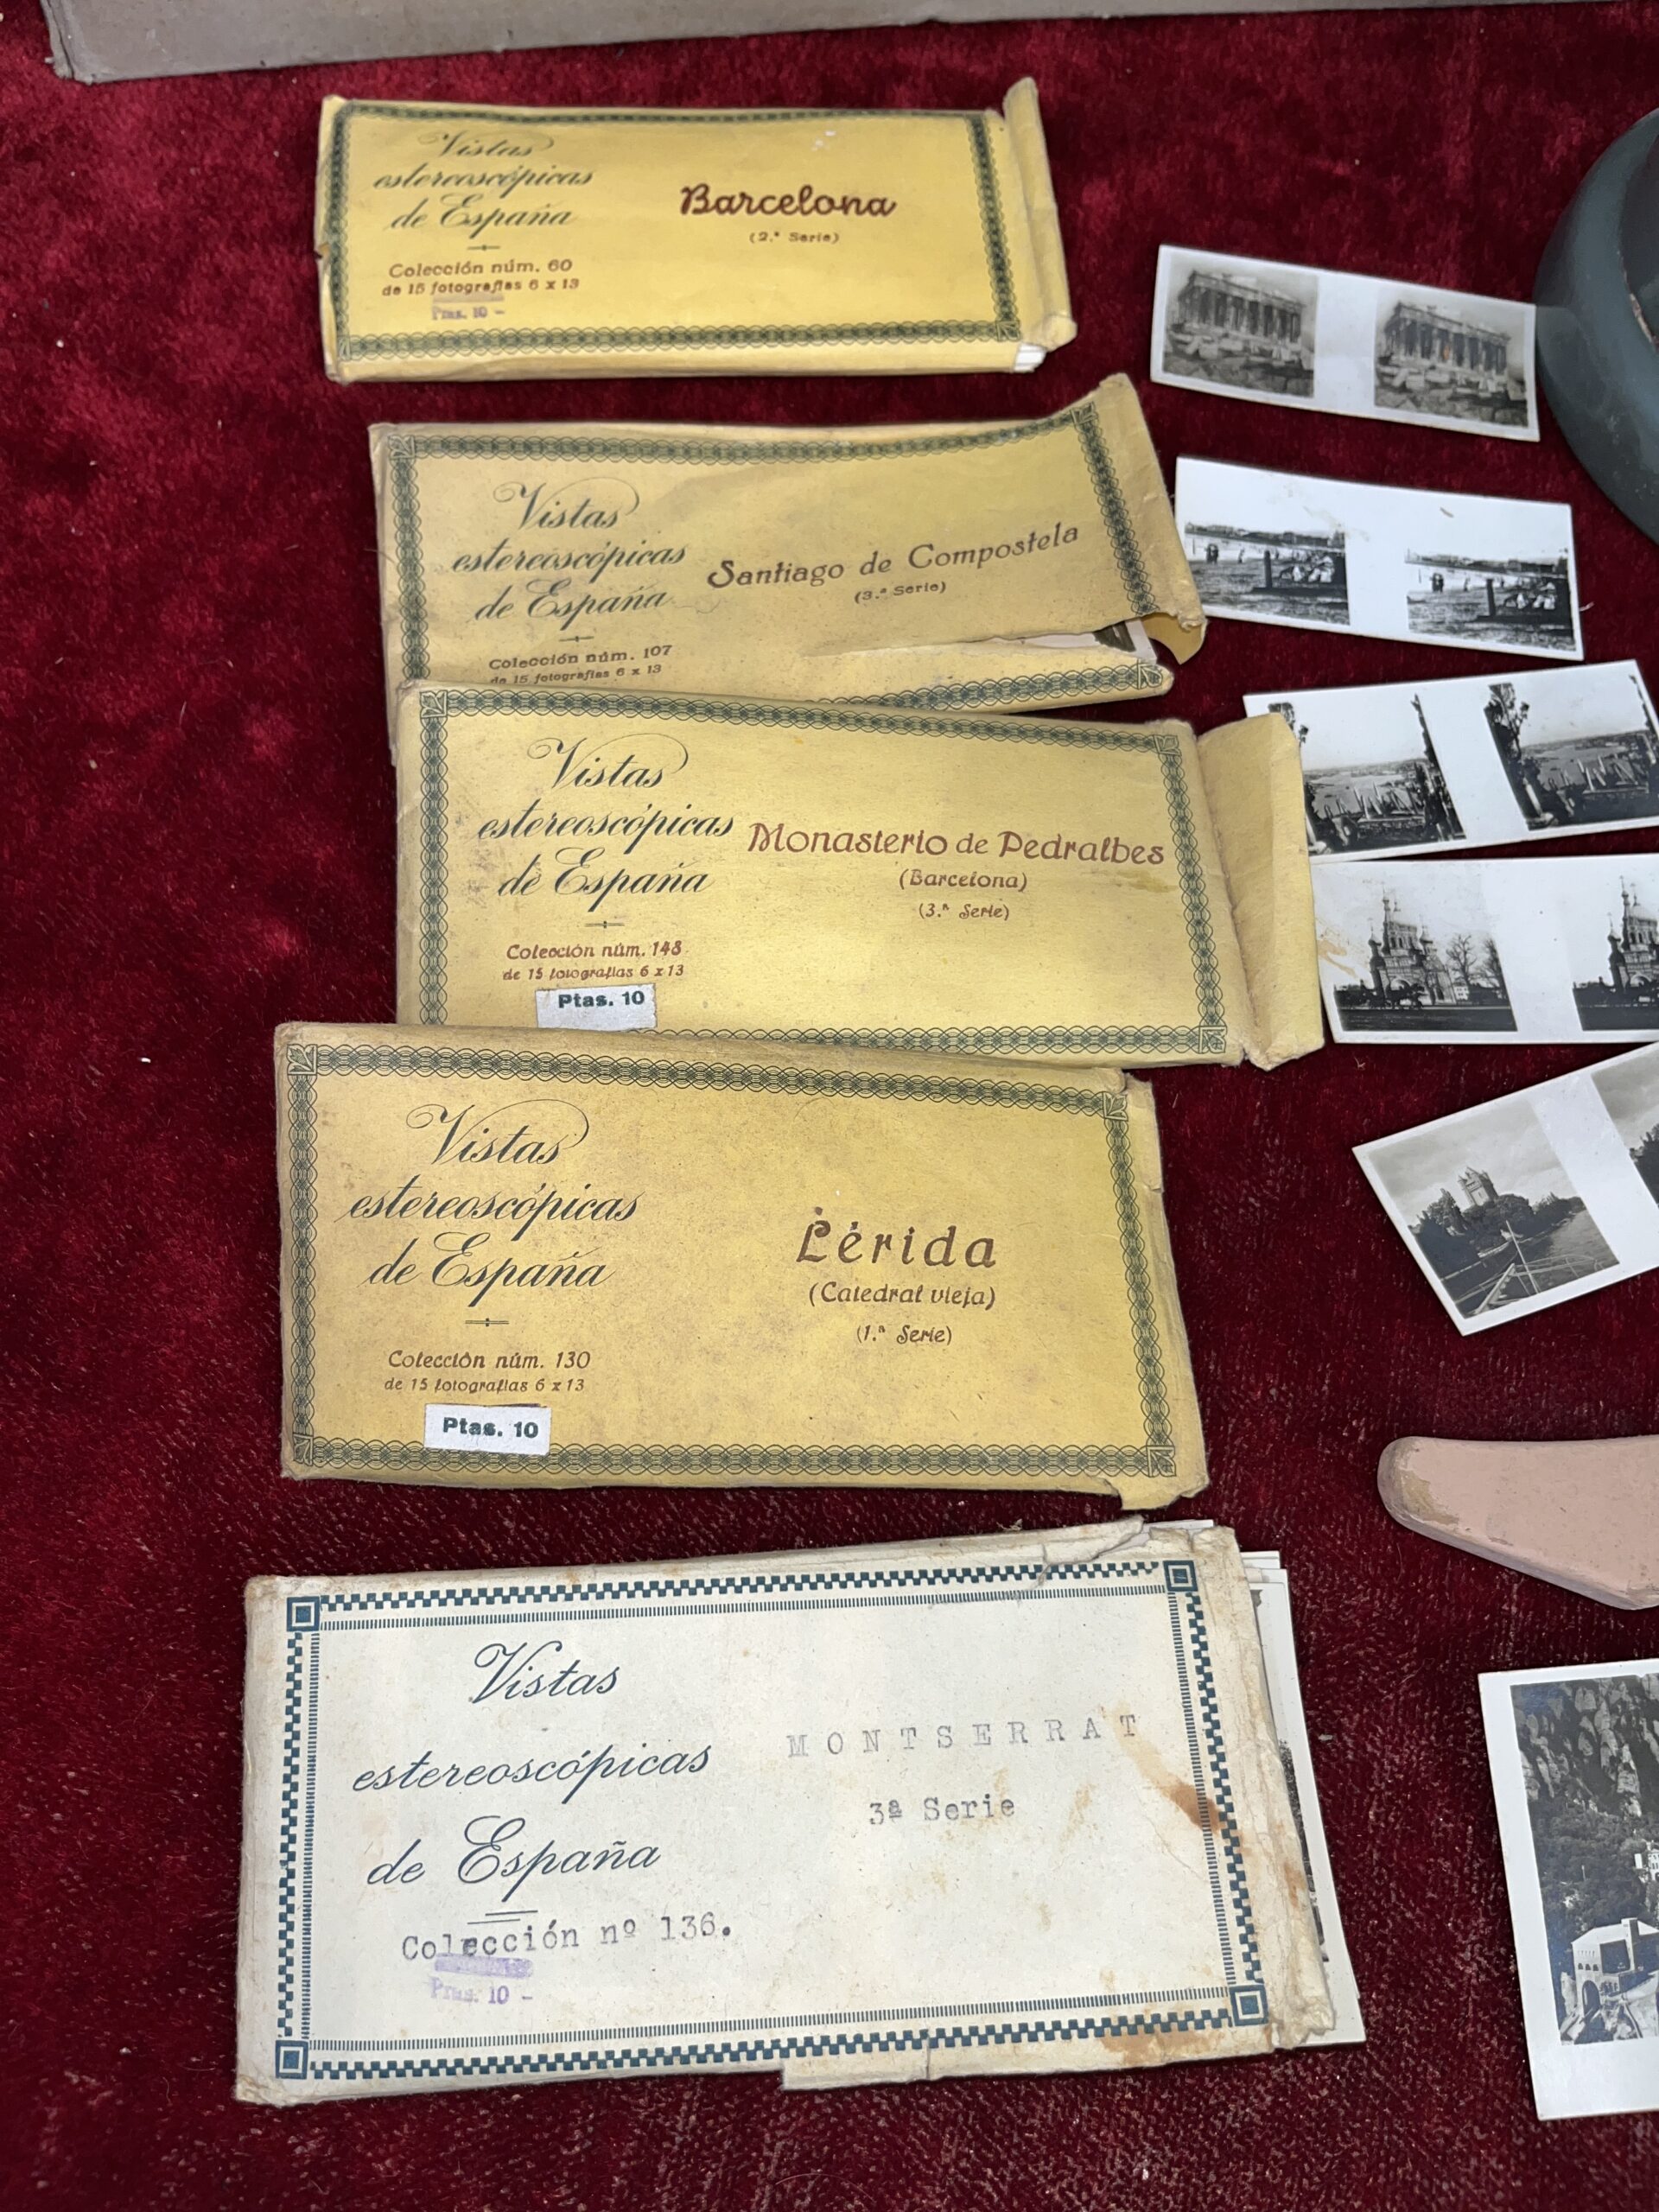 Vistas
estereoscópicas
de España
Colección núm. 60
de 15 fotografías 6 x 13
Ptas. 10 -
Barcelona
(2.ª Serie)
Vistas
estereoscópicas
de España
Colección núm. 107
de 15 fotografías 6 x 13
Santiago de Compostela
(3.ª Serie)
Vistas
estereoscópicas
de España
Colección núm. 148
de 15 fotografías 6 x 13
Ptas. 10
Monasterio de Pedralbes
(Barcelona)
(3.ª Serie)
Vistas
estereoscópicas
de España
Colección núm. 130
de 15 fotografías 6 x 13
Ptas. 10
Lérida
(Catedral vieja)
(1.ª Serie)
Vistas
estereoscópicas
de España
Colección nº 136.
Ptas. 10 -
MONTSERRAT
3ª Serie